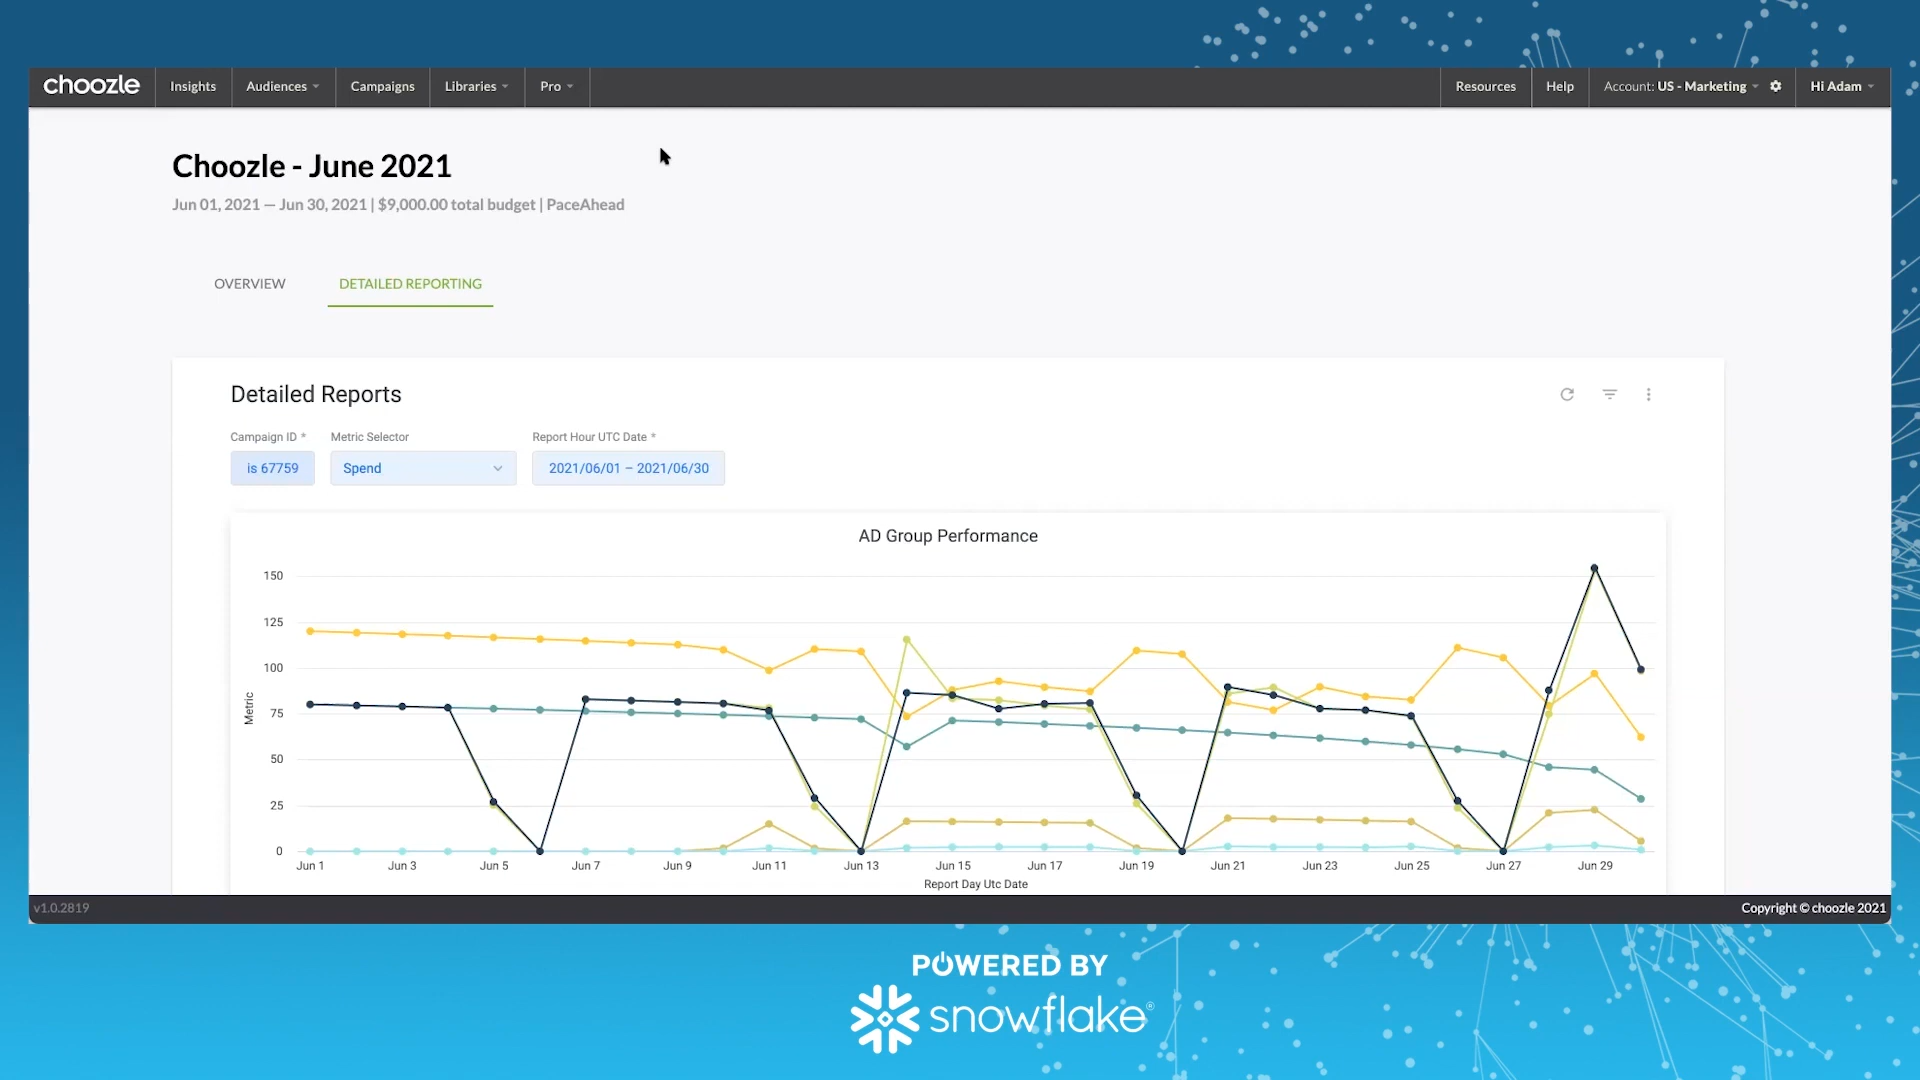 choozle Insights Audiences Campaigns Libraries Pro Resources Help Account: US - Marketing Hi Adam
Choozle - June 2021
Jun 01, 2021 — Jun 30, 2021 | $9,000.00 total budget | PaceAhead
OVERVIEW DETAILED REPORTING
Detailed Reports
Campaign ID * Metric Selector Report Hour UTC Date *
is 67759 Spend 2021/06/01 – 2021/06/30
AD Group Performance
150
125
100
75
50
25
0
Metric
Jun 1 Jun 3 Jun 5 Jun 7 Jun 9 Jun 11 Jun 13 Jun 15 Jun 17 Jun 19 Jun 21 Jun 23 Jun 25 Jun 27 Jun 29
Report Day Utc Date
v1.0.2819 Copyright © choozle 2021
POWERED BY
snowflake®